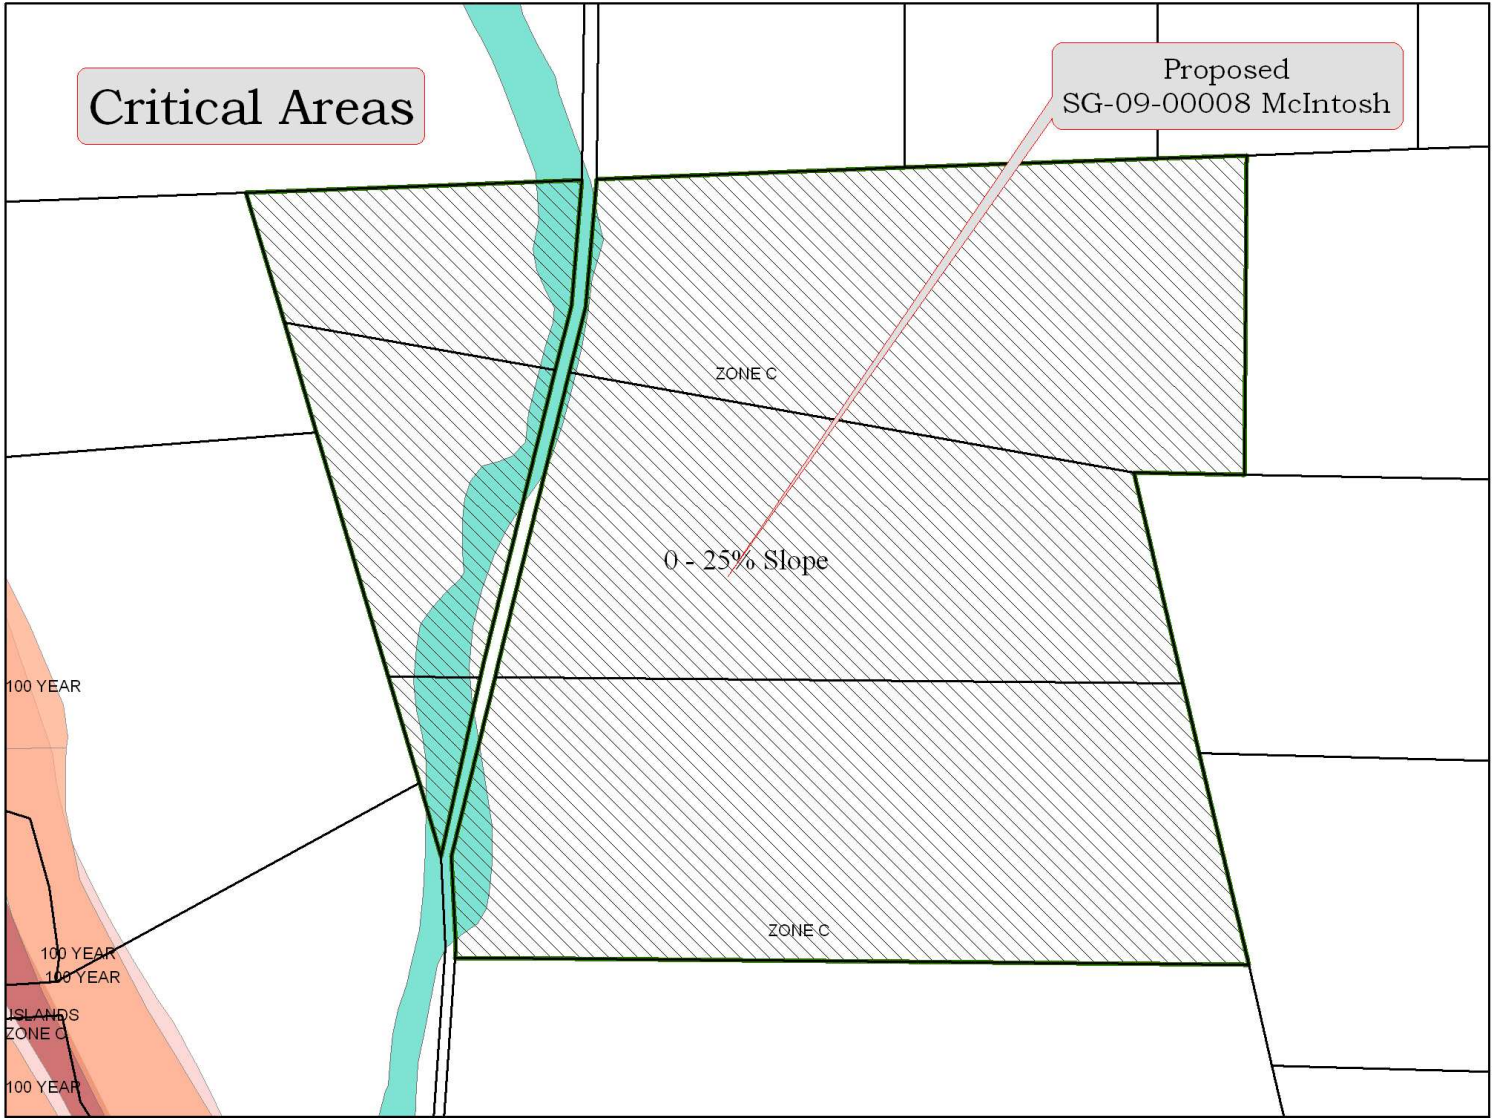 Critical Areas
Proposed
SG-09-00008 McIntosh
ZONE C
0 - 25% Slope
100 YEAR
ZONE C
100 YEAR
100 YEAR
ISLANDS
ZONE C
100 YEAR